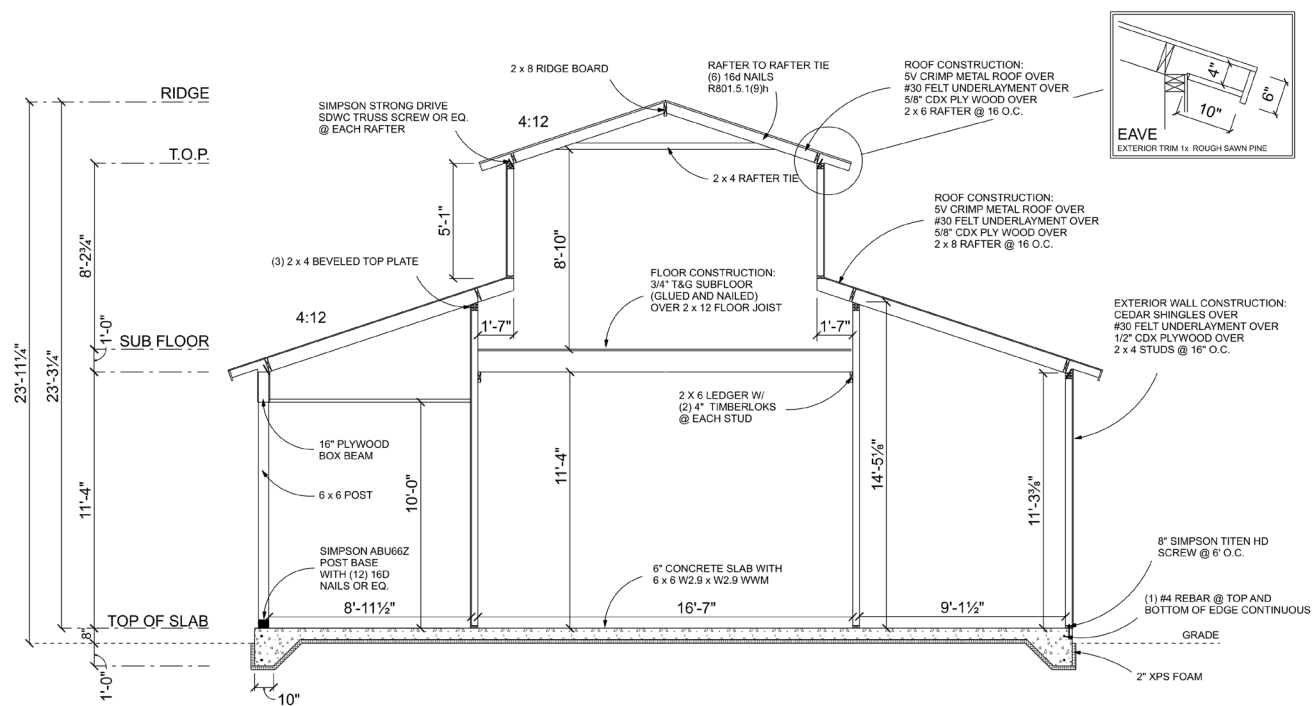 RIDGE
T.O.P.
SUB FLOOR
TOP OF SLAB
23'-11¼"
23'-3¼"
8'-2¾"
1'-0"
11'-4"
8"
1'-0"
10"
2 x 8 RIDGE BOARD
SIMPSON STRONG DRIVE
SDWC TRUSS SCREW OR EQ.
@ EACH RAFTER
4:12
RAFTER TO RAFTER TIE
(6) 16d NAILS
R801.5.1(9)h
ROOF CONSTRUCTION:
5V CRIMP METAL ROOF OVER
#30 FELT UNDERLAYMENT OVER
5/8" CDX PLY WOOD OVER
2 x 6 RAFTER @ 16 O.C.
4"
6"
10"
EAVE
EXTERIOR TRIM 1x ROUGH SAWN PINE
2 x 4 RAFTER TIE
5'-1"
8'-10"
ROOF CONSTRUCTION:
5V CRIMP METAL ROOF OVER
#30 FELT UNDERLAYMENT OVER
5/8" CDX PLY WOOD OVER
2 x 8 RAFTER @ 16 O.C.
(3) 2 x 4 BEVELED TOP PLATE
FLOOR CONSTRUCTION:
3/4" T&G SUBFLOOR
(GLUED AND NAILED)
OVER 2 x 12 FLOOR JOIST
4:12
1'-7"
1'-7"
EXTERIOR WALL CONSTRUCTION:
CEDAR SHINGLES OVER
#30 FELT UNDERLAYMENT OVER
1/2" CDX PLYWOOD OVER
2 x 4 STUDS @ 16" O.C.
2 X 6 LEDGER W/
(2) 4" TIMBERLOKS
@ EACH STUD
16" PLYWOOD
BOX BEAM
6 x 6 POST
10'-0"
11'-4"
14'-5⅛"
11'-3⅜"
SIMPSON ABU66Z
POST BASE
WITH (12) 16D
NAILS OR EQ.
6" CONCRETE SLAB WITH
6 x 6 W2.9 x W2.9 WWM
8'-11½"
16'-7"
9'-1½"
8" SIMPSON TITEN HD
SCREW @ 6' O.C.
(1) #4 REBAR @ TOP AND
BOTTOM OF EDGE CONTINUOUS
GRADE
2" XPS FOAM